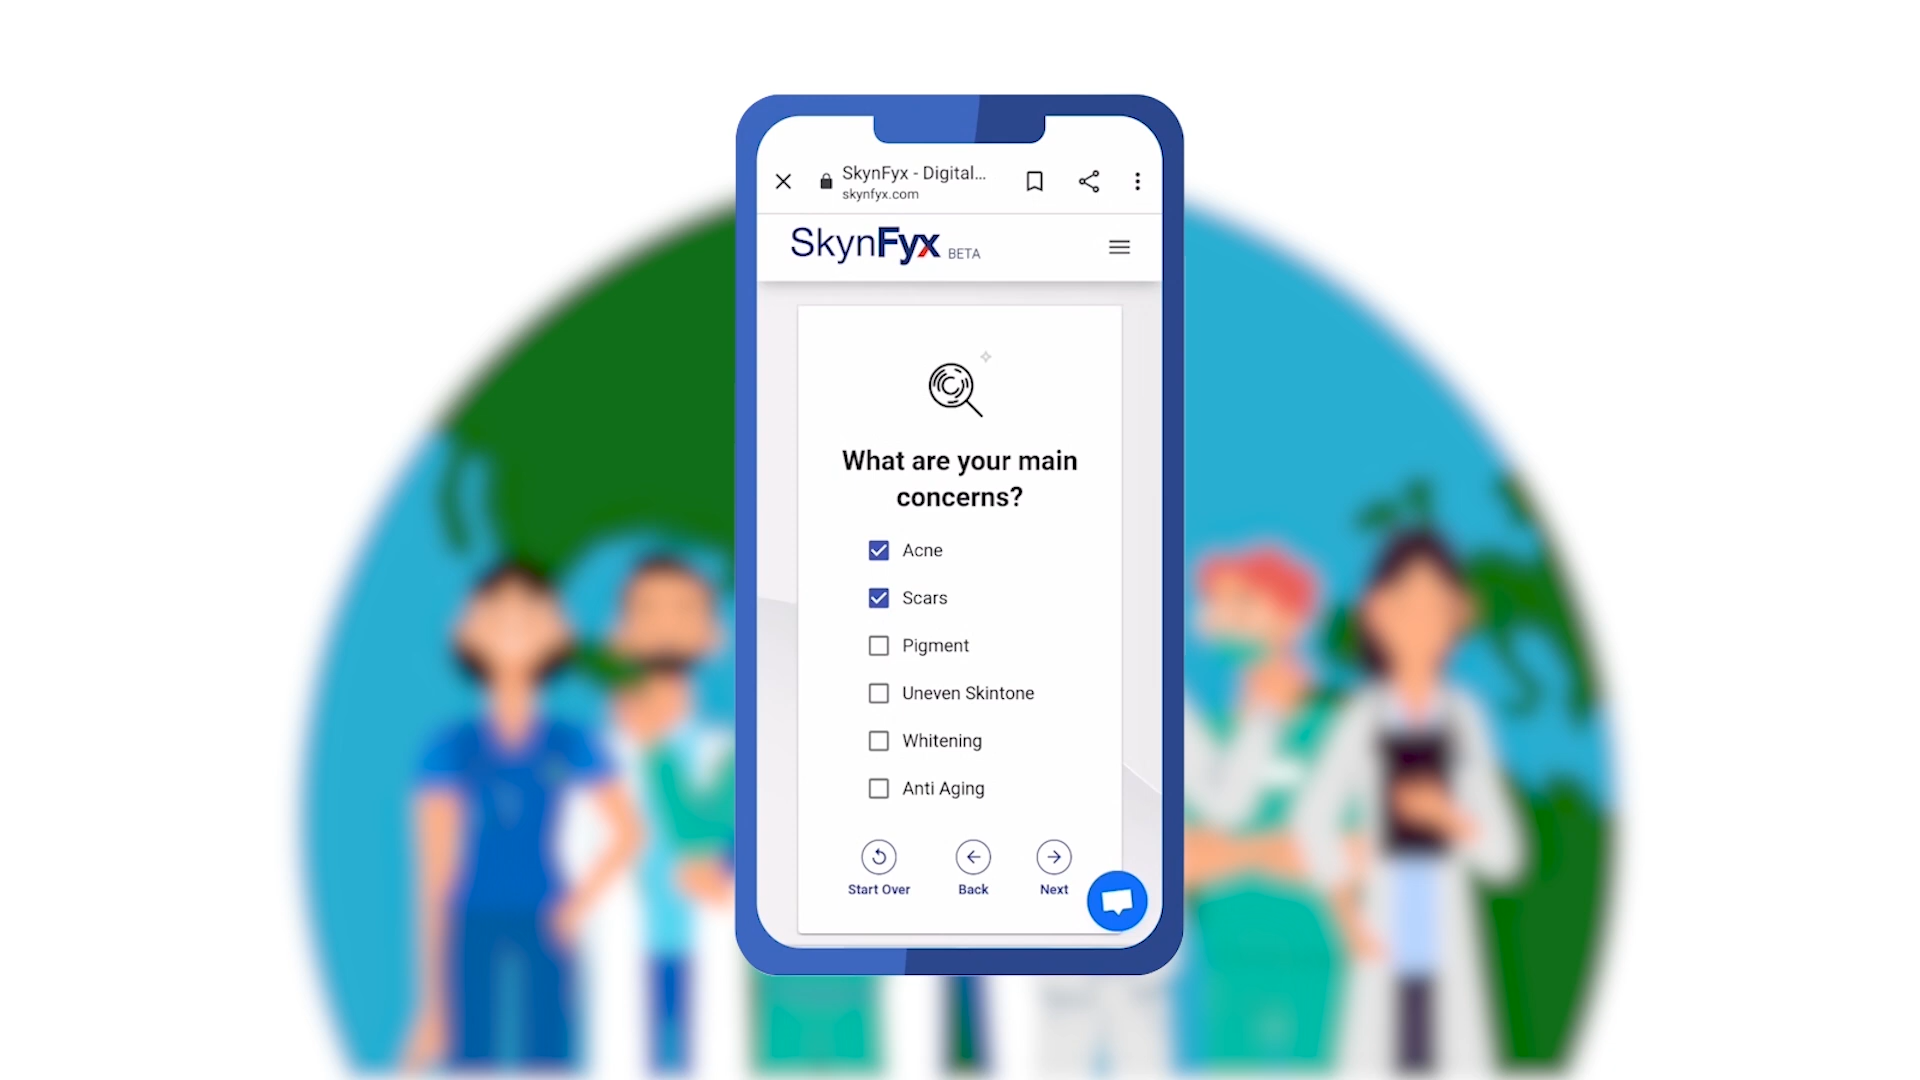 SkynFyx - Digital...
skynfyx.com
SkynFyx BETA
What are your main
concerns?
Acne
Scars
Pigment
Uneven Skintone
Whitening
Anti Aging
Start Over
Back
Next